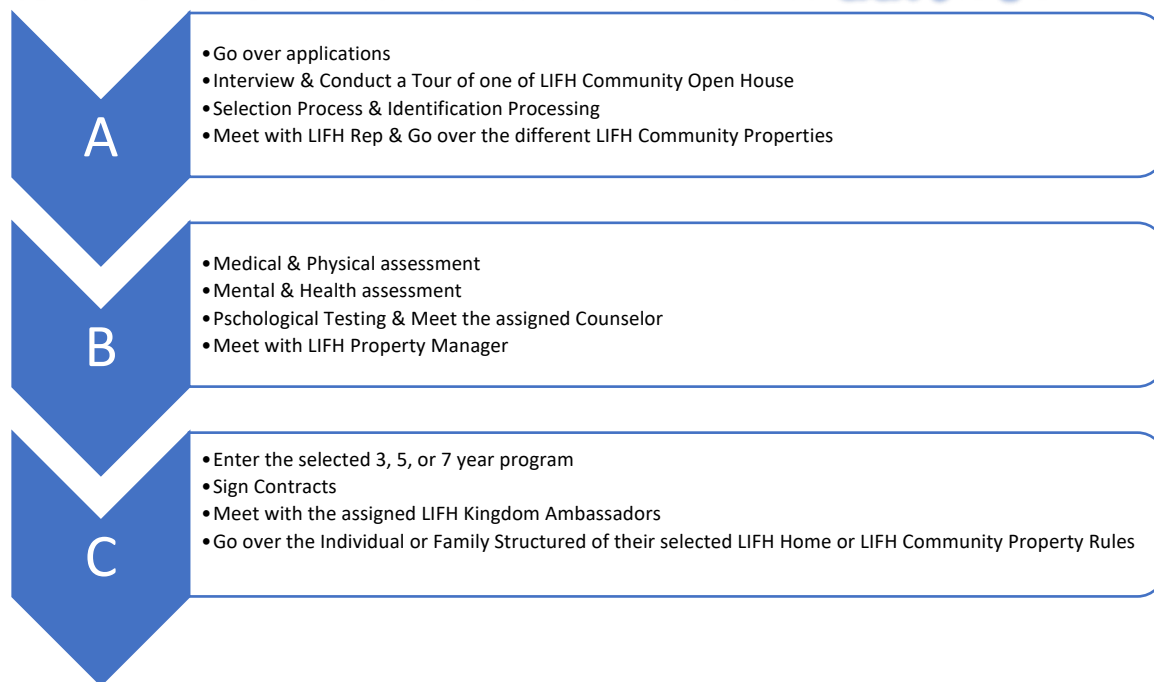 A
•Go over applications
•Interview & Conduct a Tour of one of LIFH Community Open House
•Selection Process & Identification Processing
•Meet with LIFH Rep & Go over the different LIFH Community Properties
B
•Medical & Physical assessment
•Mental & Health assessment
•Pschological Testing & Meet the assigned Counselor
•Meet with LIFH Property Manager
C
•Enter the selected 3, 5, or 7 year program
•Sign Contracts
•Meet with the assigned LIFH Kingdom Ambassadors
•Go over the Individual or Family Structured of their selected LIFH Home or LIFH Community Property Rules